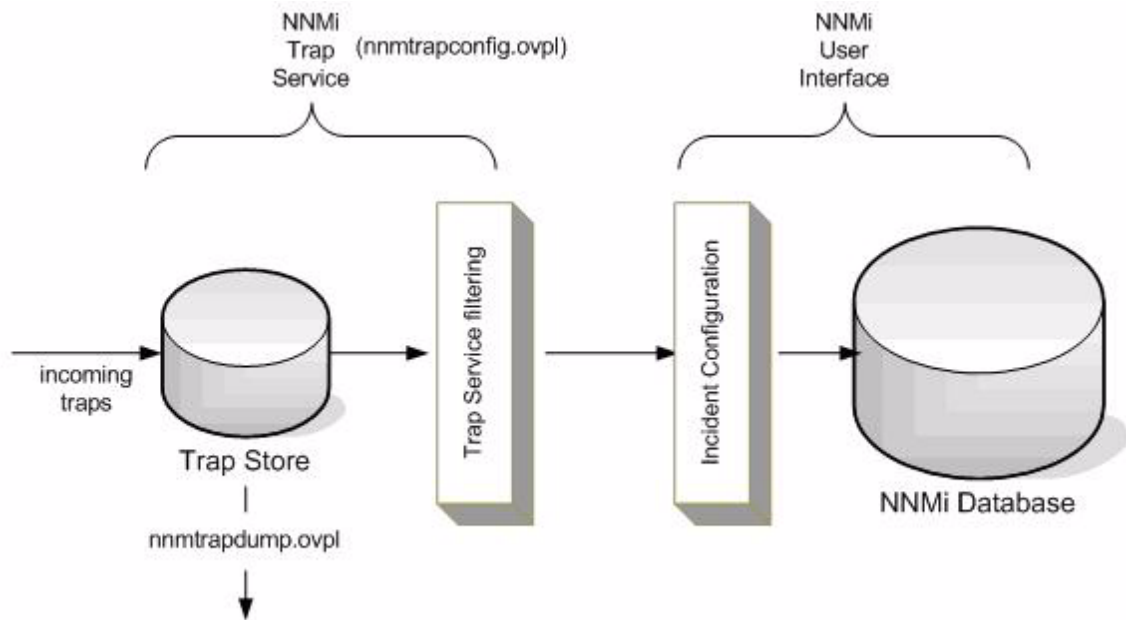 NNMi
Trap
Service
(nnmtrapconfig.ovpl)
NNMi
User
Interface
incoming
traps
Trap Store
nnmtrapdump.ovpl
Trap Service filtering
Incident Configuration
NNMi Database